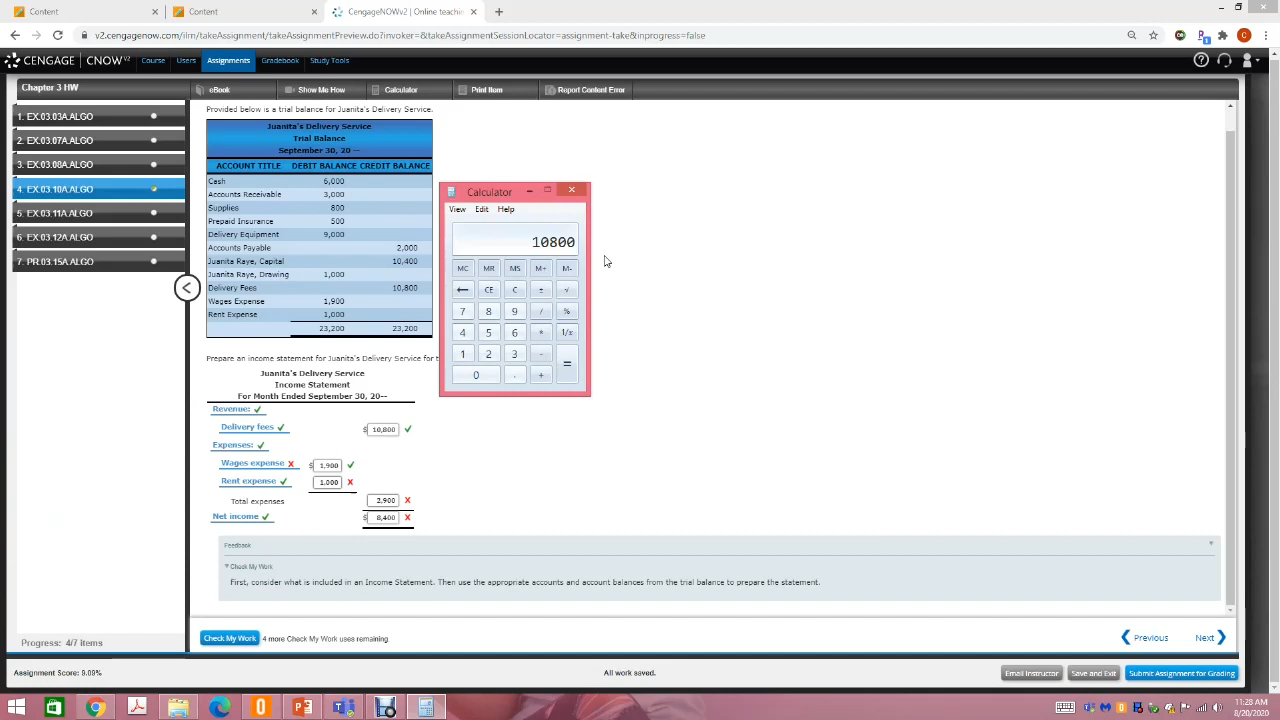 Content
Content
CengageNOWv2 | Online teachin
v2.cengagenow.com/ilrn/takeAssignment/takeAssignmentPreview.do?invoker=&takeAssignmentSessionLocator=assignment-take&inprogress=false
CENGAGE CNOWv2 Course Users Assignments Gradebook Study Tools
Chapter 3 HW
eBook Show Me How Calculator Print Item Report Content Error
1. EX.03.03A.ALGO
2. EX.03.07A.ALGO
3. EX.03.08A.ALGO
4. EX.03.10A.ALGO
5. EX.03.11A.ALGO
6. EX.03.12A.ALGO
7. PR.03.15A.ALGO
Provided below is a trial balance for Juanita's Delivery Service.
Juanita's Delivery Service
Trial Balance
September 30, 20 --
ACCOUNT TITLE DEBIT BALANCE CREDIT BALANCE
Cash 6,000
Accounts Receivable 3,000
Supplies 800
Prepaid Insurance 500
Delivery Equipment 9,000
Accounts Payable 2,000
Juanita Raye, Capital 10,400
Juanita Raye, Drawing 1,000
Delivery Fees 10,800
Wages Expense 1,900
Rent Expense 1,000
23,200 23,200
Calculator
View Edit Help
10800
MC MR MS M+ M-
← CE C ± √
7 8 9 / %
4 5 6 * 1/x
1 2 3 - =
0 . +
Prepare an income statement for Juanita's Delivery Service for
Juanita's Delivery Service
Income Statement
For Month Ended September 30, 20--
Revenue:
Delivery fees $ 10,800
Expenses:
Wages expense X $ 1,900
Rent expense 1,000 X
Total expenses 2,900 X
Net income $ 8,400 X
Feedback
Check My Work
First, consider what is included in an Income Statement. Then use the appropriate accounts and account balances from the trial balance to prepare the statement.
Progress: 4/7 items
Check My Work 4 more Check My Work uses remaining.
Previous Next
Assignment Score: 9.09% All work saved. Email Instructor Save and Exit Submit Assignment for Grading
11:28 AM
8/20/2020